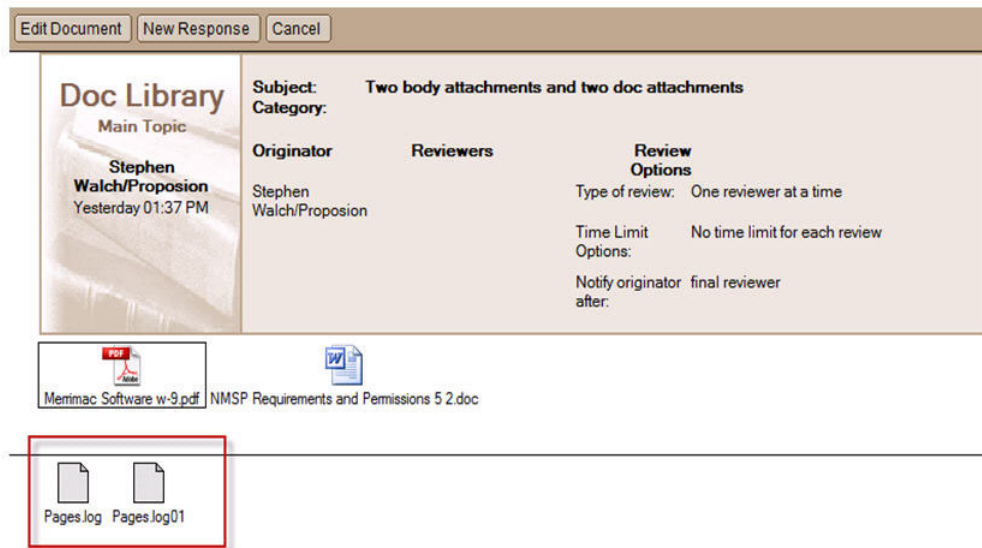 Edit Document New Response Cancel
Doc Library
Main Topic
Stephen
Walch/Proposion
Yesterday 01:37 PM
Subject: Two body attachments and two doc attachments
Category:
Originator Reviewers Review
Options
Stephen
Walch/Proposion
Type of review: One reviewer at a time
Time Limit
Options:
No time limit for each review
Notify originator
after:
final reviewer
PDF
Adobe
W
Merrimac Software w-9.pdf NMSP Requirements and Permissions 5 2.doc
Pages.log Pages.log01